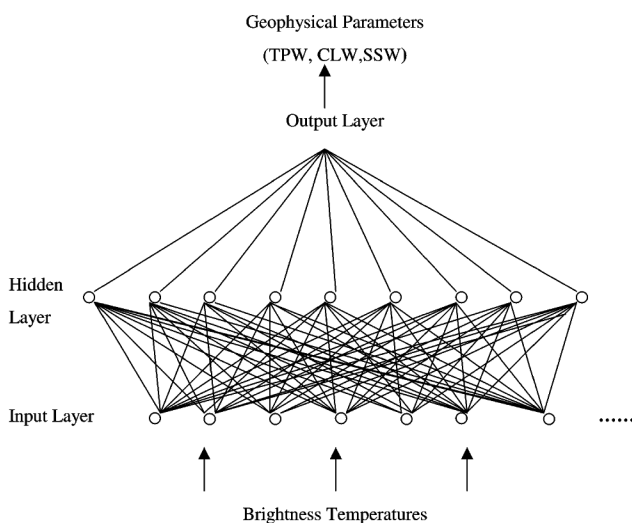 Geophysical Parameters
(TPW, CLW,SSW)
Output Layer
Hidden
Layer
Input Layer
......
Brightness Temperatures